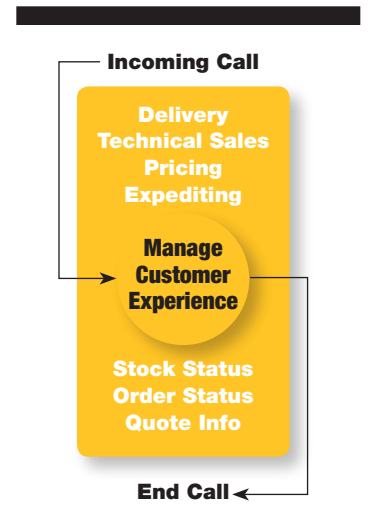 Incoming Call
Delivery
Technical Sales
Pricing
Expediting
Manage
Customer
Experience
Stock Status
Order Status
Quote Info
End Call